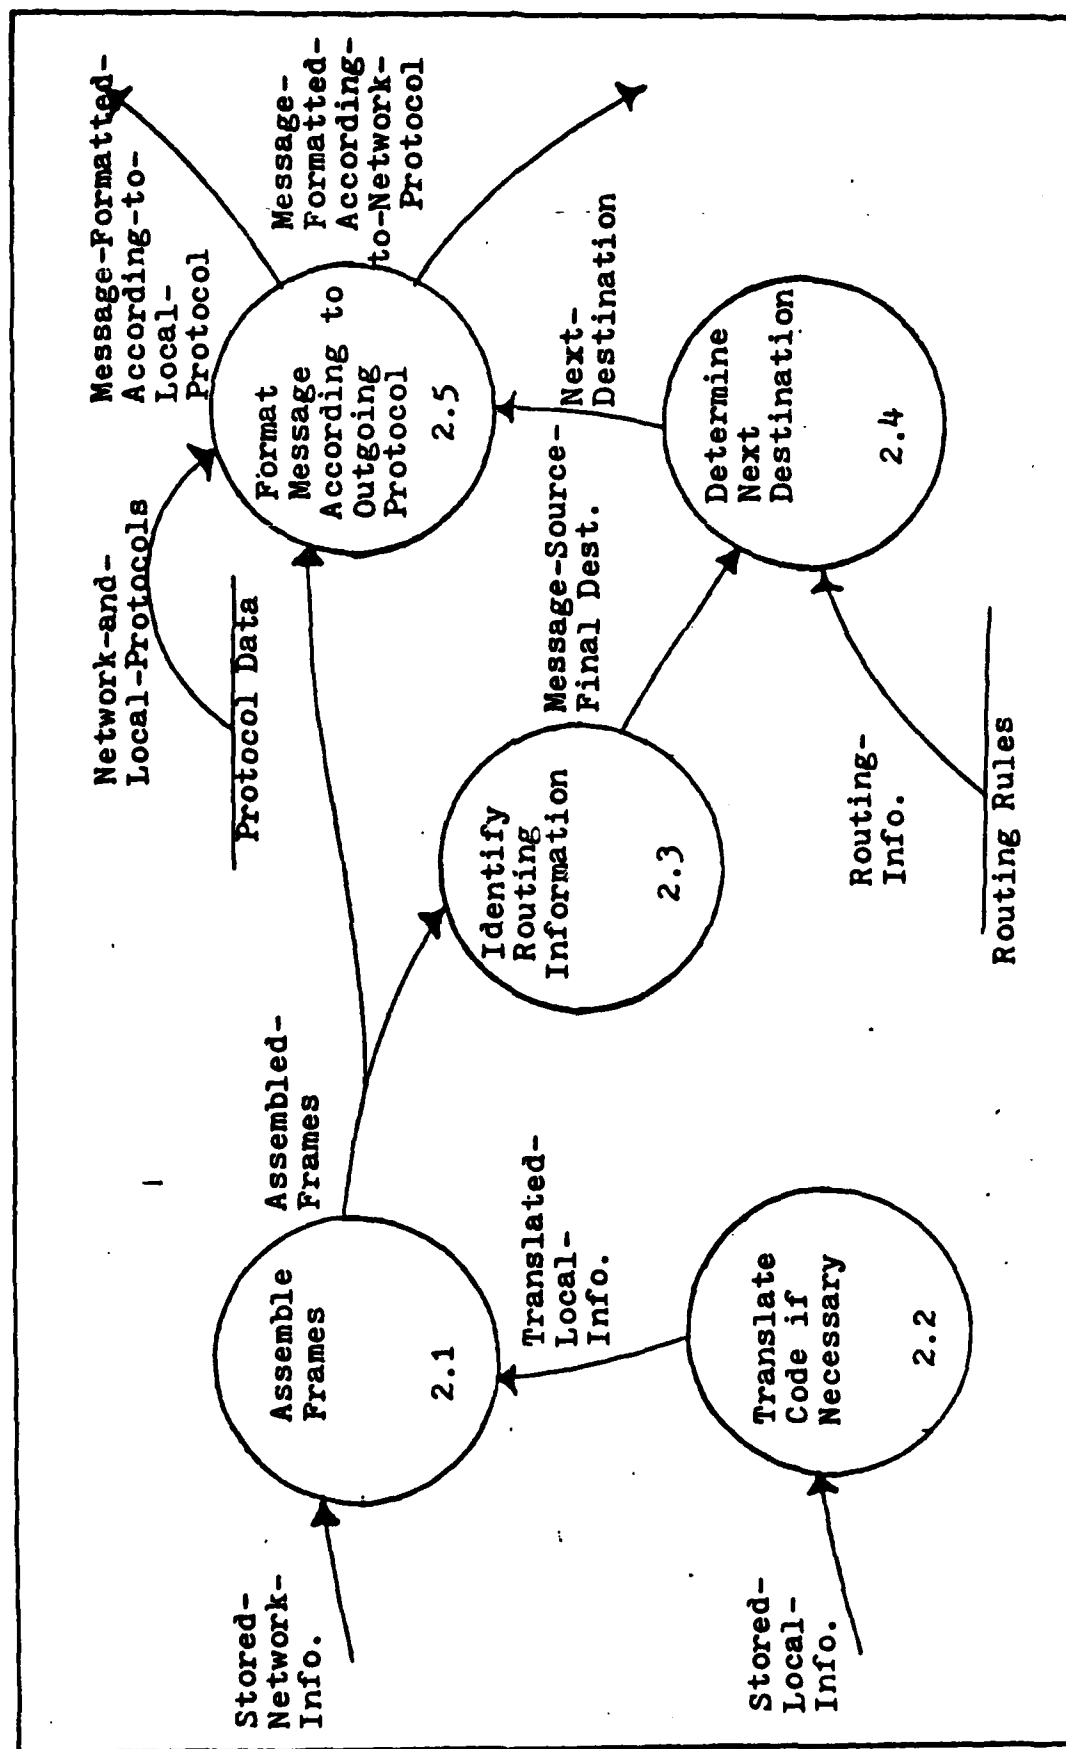 Stored-
Network-
Info.
Assemble
Frames
2.1
Assembled-
Frames
Stored-
Local-
Info.
Translate
Code if
Necessary
2.2
Translated-
Local-
Info.
Identify
Routing
Information
2.3
Message-Source-
Final Dest.
Routing-
Info.
Routing Rules
Determine
Next
Destination
2.4
Next-
Destination
Network-and-
Local-Protocols
Protocol Data
Format
Message
According to
Outgoing
Protocol
2.5
Message-Formatted-
According-to-
Local-
Protocol
Message-
Formatted-
According-
to-Network-
Protocol